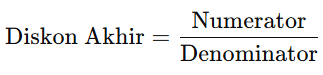 Diskon Akhir = Numerator
Denominator